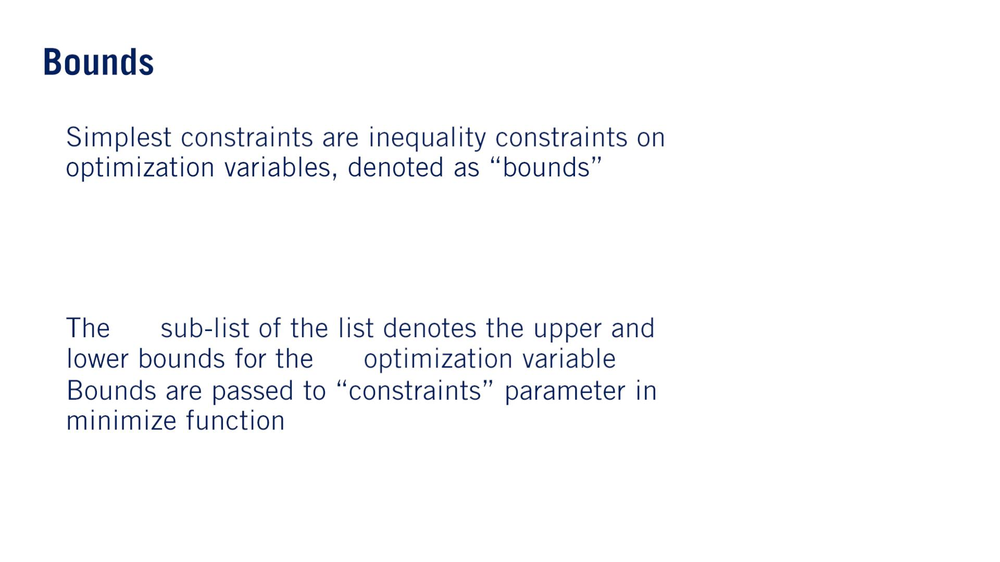 Bounds
Simplest constraints are inequality constraints on
optimization variables, denoted as “bounds”
The sub-list of the list denotes the upper and
lower bounds for the optimization variable
Bounds are passed to “constraints” parameter in
minimize function